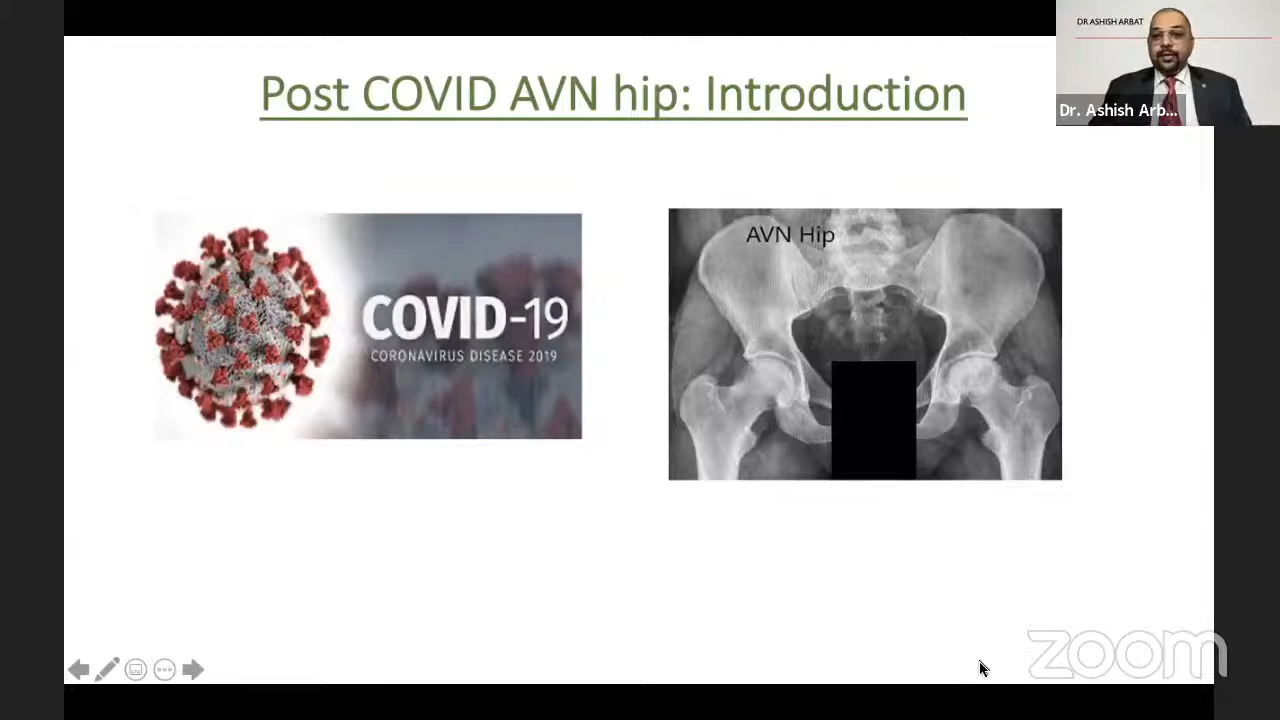 DR ASHISH ARBAT
Dr. Ashish Arb...
Post COVID AVN hip: Introduction
COVID-19
CORONAVIRUS DISEASE 2019
AVN Hip
zoom